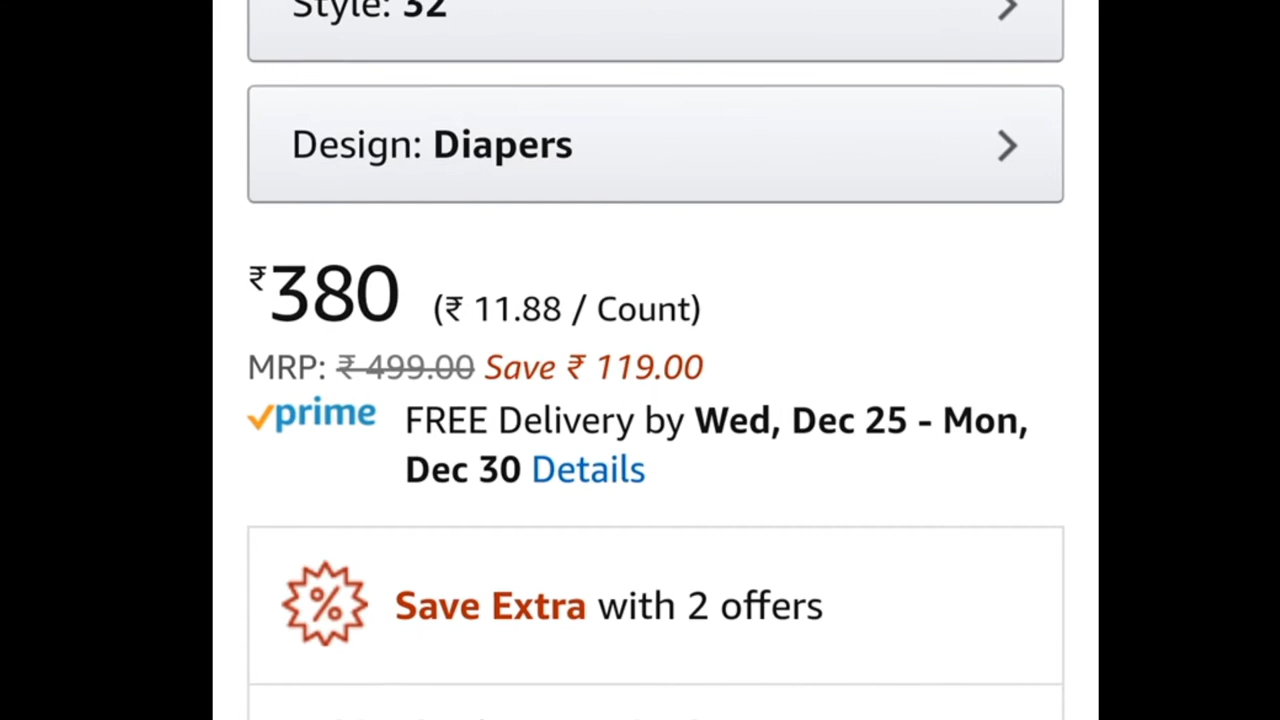 Style: 32
Design: Diapers
₹380 (₹ 11.88 / Count)
MRP: ₹ 499.00 Save ₹ 119.00
prime FREE Delivery by Wed, Dec 25 - Mon,
Dec 30 Details
%
Save Extra with 2 offers